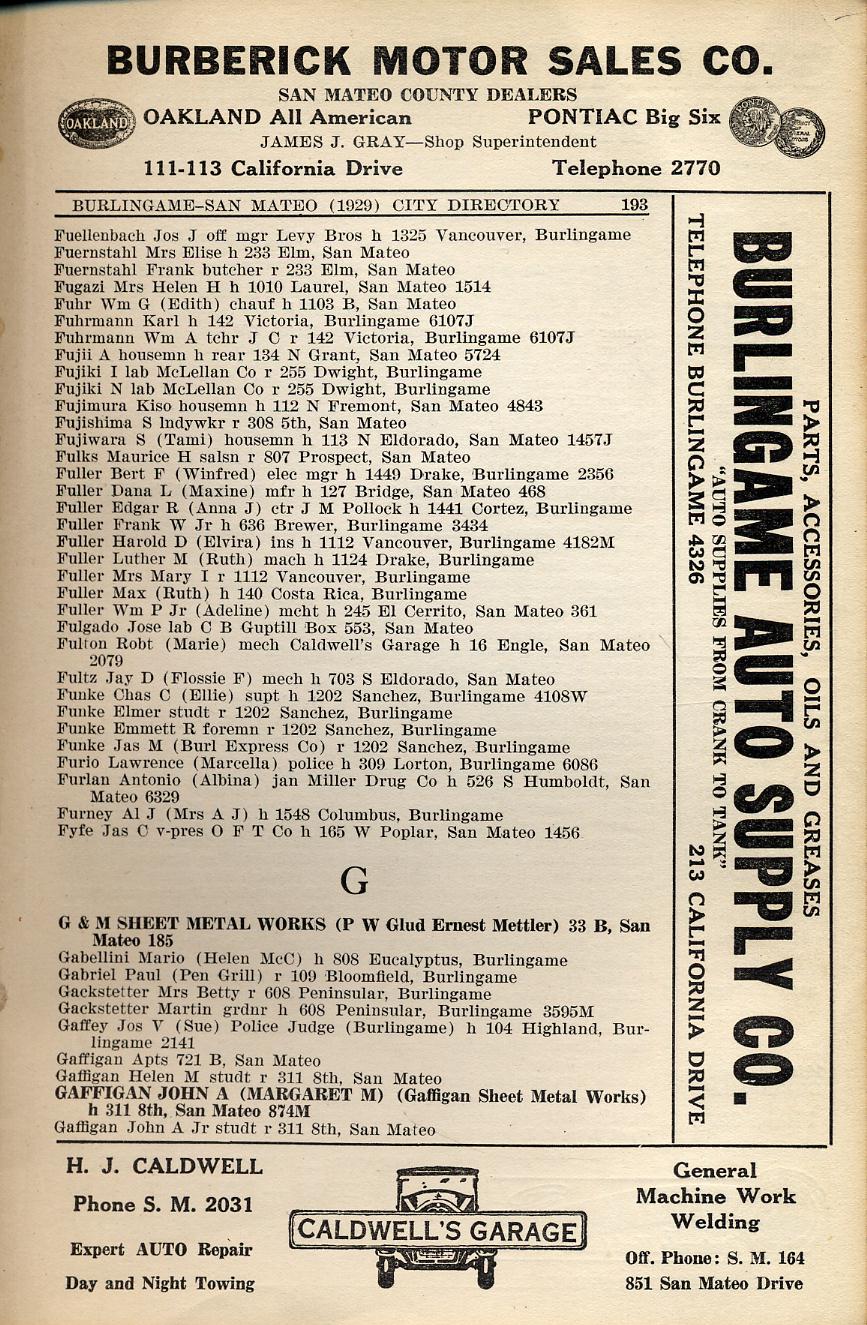 BURBERICK MOTOR SALES CO.
SAN MATEO COUNTY DEALERS
OAKLAND
OAKLAND All American PONTIAC Big Six
PONTIAC
JAMES J. GRAY—Shop Superintendent
111-113 California Drive Telephone 2770
BURLINGAME-SAN MATEO (1929) CITY DIRECTORY 193
Fuellenbach Jos J off mgr Levy Bros h 1325 Vancouver, Burlingame
Fuernstahl Mrs Elise h 233 Elm, San Mateo
Fuernstahl Frank butcher r 233 Elm, San Mateo
Fugazi Mrs Helen H h 1010 Laurel, San Mateo 1514
Fuhr Wm G (Edith) chauf h 1103 B, San Mateo
Fuhrmann Karl h 142 Victoria, Burlingame 6107J
Fuhrmann Wm A tchr J C r 142 Victoria, Burlingame 6107J
Fujii A housemn h rear 134 N Grant, San Mateo 5724
Fujiki I lab McLellan Co r 255 Dwight, Burlingame
Fujiki N lab McLellan Co r 255 Dwight, Burlingame
Fujimura Kiso housemn h 112 N Fremont, San Mateo 4843
Fujishima S lndywkr r 308 5th, San Mateo
Fujiwara S (Tami) housemn h 113 N Eldorado, San Mateo 1457J
Fulks Maurice H salsn r 807 Prospect, San Mateo
Fuller Bert F (Winfred) elec mgr h 1449 Drake, Burlingame 2356
Fuller Dana L (Maxine) mfr h 127 Bridge, San Mateo 468
Fuller Edgar R (Anna J) ctr J M Pollock h 1441 Cortez, Burlingame
Fuller Frank W Jr h 636 Brewer, Burlingame 3434
Fuller Harold D (Elvira) ins h 1112 Vancouver, Burlingame 4182M
Fuller Luther M (Ruth) mach h 1124 Drake, Burlingame
Fuller Mrs Mary I r 1112 Vancouver, Burlingame
Fuller Max (Ruth) h 140 Costa Rica, Burlingame
Fuller Wm P Jr (Adeline) mcht h 245 El Cerrito, San Mateo 361
Fulgado Jose lab C B Guptill Box 553, San Mateo
Fulton Robt (Marie) mech Caldwell's Garage h 16 Engle, San Mateo
2079
Fultz Jay D (Flossie F) mech h 703 S Eldorado, San Mateo
Funke Chas C (Ellie) supt h 1202 Sanchez, Burlingame 4108W
Funke Elmer studt r 1202 Sanchez, Burlingame
Funke Emmett R foremn r 1202 Sanchez, Burlingame
Funke Jas M (Burl Express Co) r 1202 Sanchez, Burlingame
Furio Lawrence (Marcella) police h 309 Lorton, Burlingame 6086
Furlan Antonio (Albina) jan Miller Drug Co h 526 S Humboldt, San
Mateo 6329
Furney Al J (Mrs A J) h 1548 Columbus, Burlingame
Fyfe Jas C v-pres O F T Co h 165 W Poplar, San Mateo 1456
G
G & M SHEET METAL WORKS (P W Glud Ernest Mettler) 33 B, San
Mateo 185
Gabellini Mario (Helen McC) h 808 Eucalyptus, Burlingame
Gabriel Paul (Pen Grill) r 109 Bloomfield, Burlingame
Gackstetter Mrs Betty r 608 Peninsular, Burlingame
Gackstetter Martin grdnr h 608 Peninsular, Burlingame 3595M
Gaffey Jos V (Sue) Police Judge (Burlingame) h 104 Highland, Bur-
lingame 2141
Gaffigan Apts 721 B, San Mateo
Gaffigan Helen M studt r 311 8th, San Mateo
GAFFIGAN JOHN A (MARGARET M) (Gaffigan Sheet Metal Works)
h 311 8th, San Mateo 874M
Gaffigan John A Jr studt r 311 8th, San Mateo
PARTS, ACCESSORIES, OILS AND GREASES
BURLINGAME AUTO SUPPLY CO.
"AUTO SUPPLIES FROM CRANK TO TANK"
TELEPHONE BURLINGAME 4326 213 CALIFORNIA DRIVE
H. J. CALDWELL
Phone S. M. 2031
Expert AUTO Repair
Day and Night Towing
CALDWELL'S GARAGE
General
Machine Work
Welding
Off. Phone: S. M. 164
851 San Mateo Drive